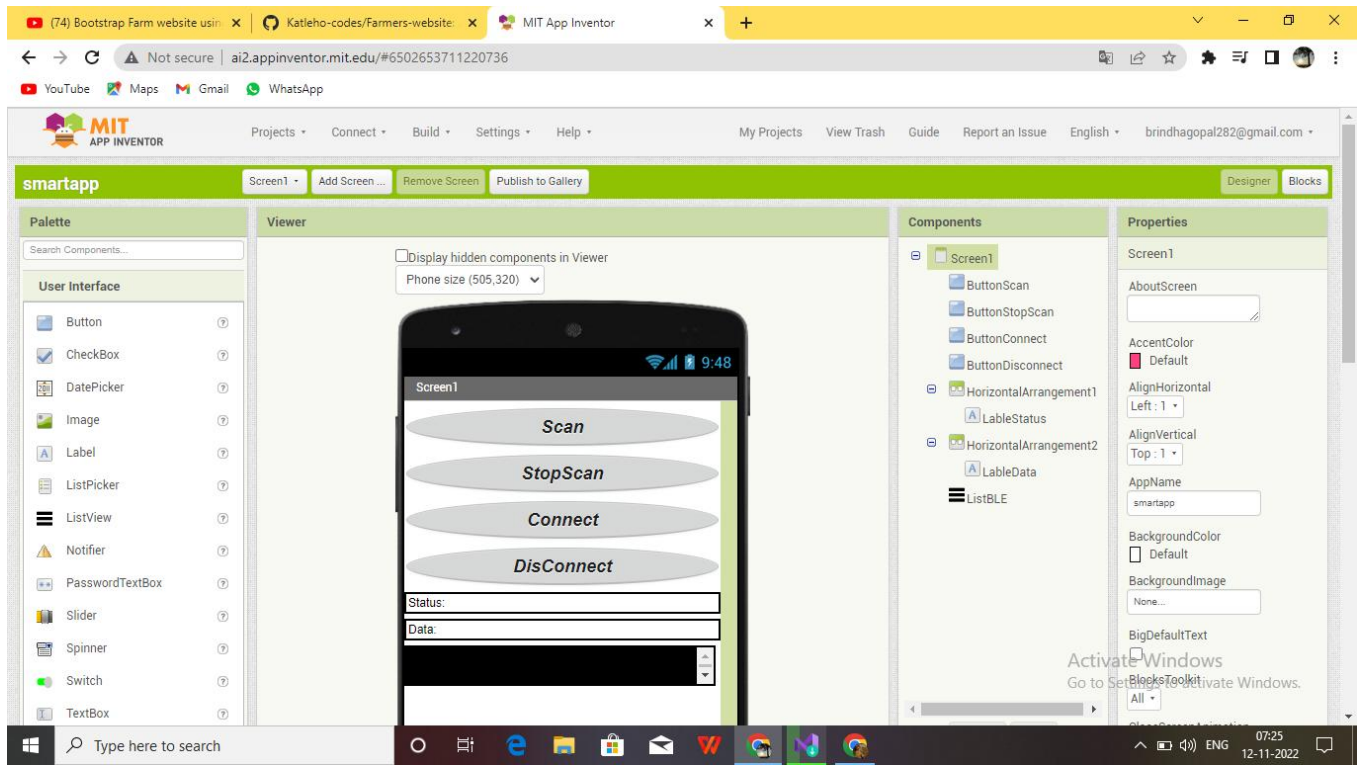 (74) Bootstrap Farm website usin
Katleho-codes/Farmers-website:
MIT App Inventor
Not secure | ai2.appinventor.mit.edu/#6502653711220736
YouTube Maps Gmail WhatsApp
MIT
APP INVENTOR
Projects Connect Build Settings Help My Projects View Trash Guide Report an Issue English brindhagopal282@gmail.com
smartapp Screen1 Add Screen ... Remove Screen Publish to Gallery Designer Blocks
Palette
Search Components...
User Interface
Button
CheckBox
DatePicker
Image
Label
ListPicker
ListView
Notifier
PasswordTextBox
Slider
Spinner
Switch
TextBox
Viewer
Display hidden components in Viewer
Phone size (505,320)
9:48
Screen1
Scan
StopScan
Connect
DisConnect
Status:
Data:
Components
Screen1
ButtonScan
ButtonStopScan
ButtonConnect
ButtonDisconnect
HorizontalArrangement1
LableStatus
HorizontalArrangement2
LableData
ListBLE
Properties
Screen1
AboutScreen
AccentColor
Default
AlignHorizontal
Left : 1
AlignVertical
Top : 1
AppName
smartapp
BackgroundColor
Default
BackgroundImage
None...
BigDefaultText
BlocksToolkit
All
Activate Windows
Go to Settings to activate Windows.
Type here to search
ENG
07:25
12-11-2022